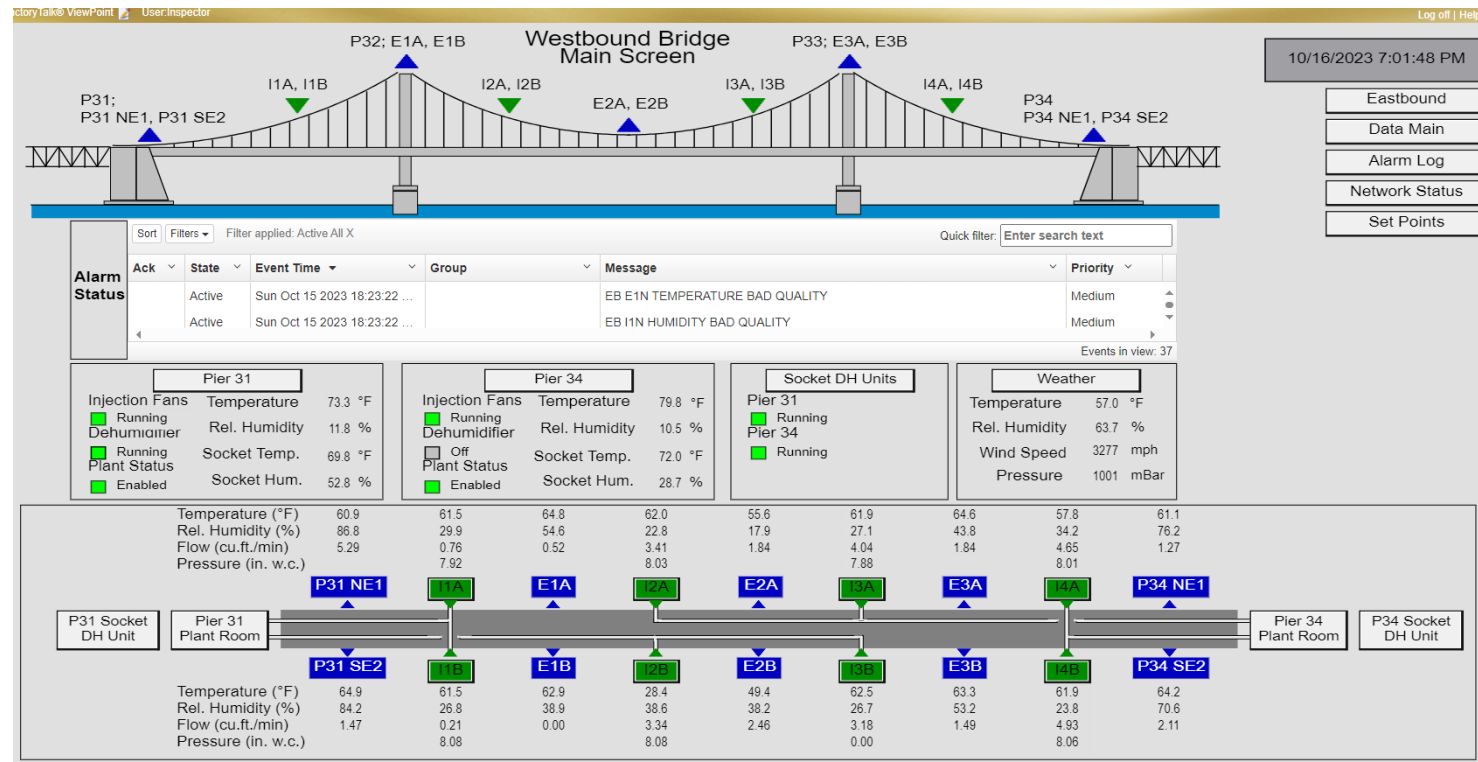 ctoryTalk® ViewPoint User:Inspector Log off | Help
Westbound Bridge
Main Screen
10/16/2023 7:01:48 PM
P32; E1A, E1B
P33; E3A, E3B
I1A, I1B
I2A, I2B
I3A, I3B
I4A, I4B
E2A, E2B
P31;
P31 NE1, P31 SE2
P34
P34 NE1, P34 SE2
Eastbound
Data Main
Alarm Log
Network Status
Set Points
Alarm
Status
Sort Filters Filter applied: Active All X Quick filter: Enter search text
Ack State Event Time Group Message Priority
Active Sun Oct 15 2023 18:23:22 ... EB E1N TEMPERATURE BAD QUALITY Medium
Active Sun Oct 15 2023 18:23:22 ... EB I1N HUMIDITY BAD QUALITY Medium
Events in view: 37
Pier 31
Injection Fans
Running
Dehumidifier
Running
Plant Status
Enabled
Temperature 73.3 °F
Rel. Humidity 11.8 %
Socket Temp. 69.8 °F
Socket Hum. 52.8 %
Pier 34
Injection Fans
Running
Dehumidifier
Off
Plant Status
Enabled
Temperature 79.8 °F
Rel. Humidity 10.5 %
Socket Temp. 72.0 °F
Socket Hum. 28.7 %
Socket DH Units
Pier 31
Running
Pier 34
Running
Weather
Temperature 57.0 °F
Rel. Humidity 63.7 %
Wind Speed 3277 mph
Pressure 1001 mBar
Temperature (°F) 60.9 61.5 64.8 62.0 55.6 61.9 64.6 57.8 61.1
Rel. Humidity (%) 86.8 29.9 54.6 22.8 17.9 27.1 43.8 34.2 76.2
Flow (cu.ft./min) 5.29 0.76 0.52 3.41 1.84 4.04 1.84 4.65 1.27
Pressure (in. w.c.) 7.92 8.03 7.88 8.01
P31 NE1 I1A E1A I2A E2A I3A E3A I4A P34 NE1
P31 Socket
DH Unit
Pier 31
Plant Room
Pier 34
Plant Room
P34 Socket
DH Unit
P31 SE2 I1B E1B I2B E2B I3B E3B I4B P34 SE2
Temperature (°F) 64.9 61.5 62.9 28.4 49.4 62.5 63.3 61.9 64.2
Rel. Humidity (%) 84.2 26.8 38.9 38.6 38.2 26.7 53.2 23.8 70.6
Flow (cu.ft./min) 1.47 0.21 0.00 3.34 2.46 3.18 1.49 4.93 2.11
Pressure (in. w.c.) 8.08 8.08 0.00 8.06